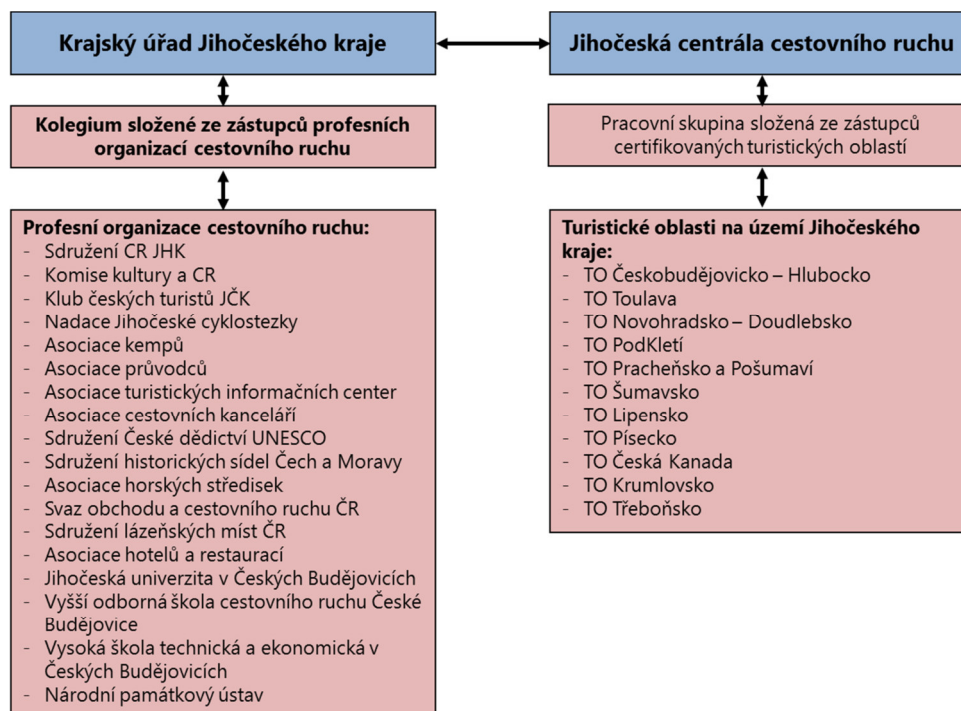 Krajský úřad Jihočeského kraje
Jihočeská centrála cestovního ruchu
Kolegium složené ze zástupců profesních
organizací cestovního ruchu
Pracovní skupina složená ze zástupců
certifikovaných turistických oblastí
Profesní organizace cestovního ruchu:
- Sdružení CR JHK
- Komise kultury a CR
- Klub českých turistů JČK
- Nadace Jihočeské cyklostezky
- Asociace kempů
- Asociace průvodců
- Asociace turistických informačních center
- Asociace cestovních kanceláří
- Sdružení České dědictví UNESCO
- Sdružení historických sídel Čech a Moravy
- Asociace horských středisek
- Svaz obchodu a cestovního ruchu ČR
- Sdružení lázeňských míst ČR
- Asociace hotelů a restaurací
- Jihočeská univerzita v Českých Budějovicích
- Vyšší odborná škola cestovního ruchu České
Budějovice
- Vysoká škola technická a ekonomická v
Českých Budějovicích
- Národní památkový ústav
Turistické oblasti na území Jihočeského
kraje:
- TO Českobudějovicko – Hlubocko
- TO Toulava
- TO Novohradsko – Doudlebsko
- TO PodKletí
- TO Pracheňsko a Pošumaví
- TO Šumavsko
- TO Lipensko
- TO Písecko
- TO Česká Kanada
- TO Krumlovsko
- TO Třeboňsko